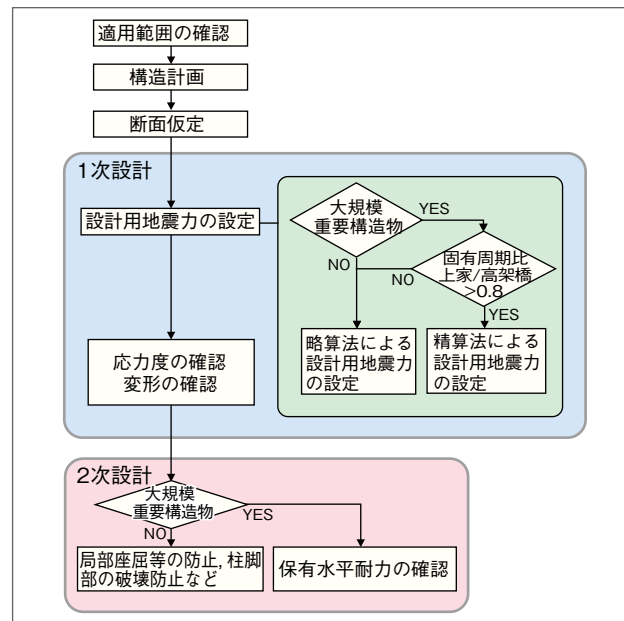 適用範囲の確認
構造計画
断面仮定
1次設計
設計用地震力の設定
大規模
重要構造物
YES
NO
固有周期比
上家/高架橋
>0.8
NO
YES
略算法による
設計用地震力
の設定
精算法による
設計用地震力
の設定
応力度の確認
変形の確認
2次設計
大規模
重要構造物
YES
NO
局部座屈等の防止, 柱脚
部の破壊防止など
保有水平耐力の確認